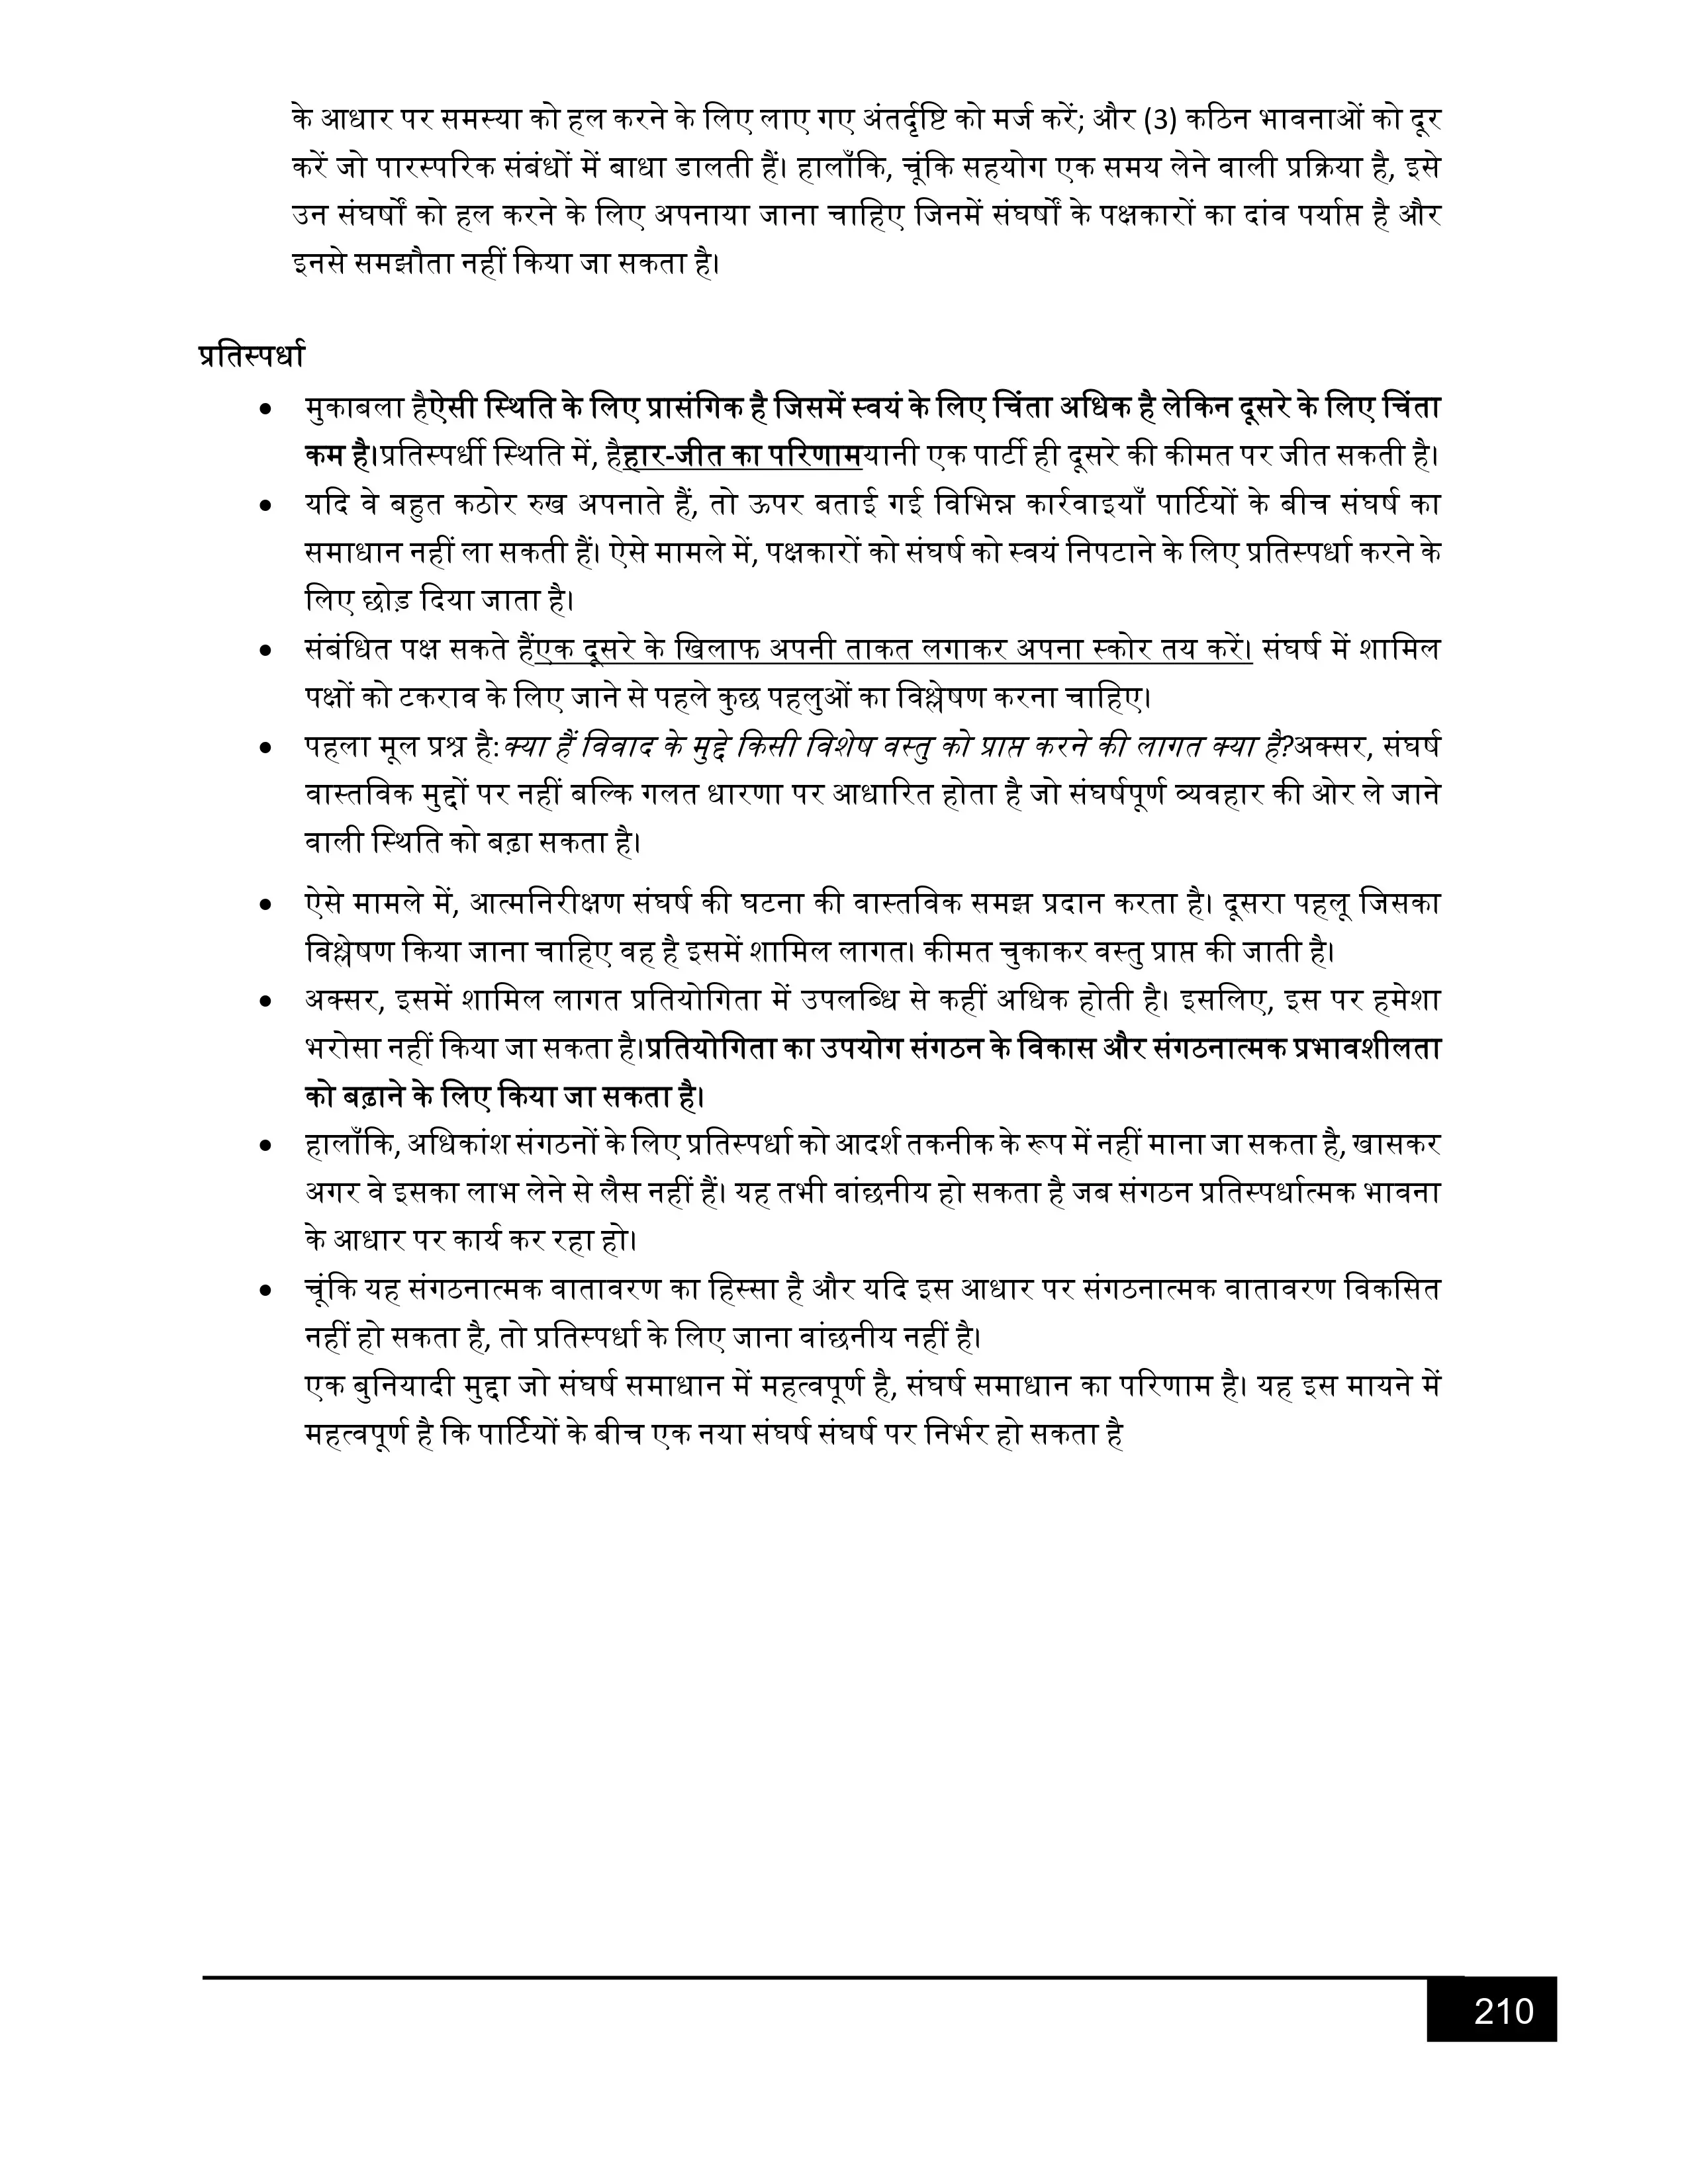 के आधार पर समस्या को हल करने के लिए लाए गए अंतर्दृष्टि को मर्ज करें; और (3) कठिन भावनाओं को दूर
करें जो पारस्परिक संबंधों में बाधा डालती हैं। हालाँकि, चूंकि सहयोग एक समय लेने वाली प्रक्रिया है, इसे
उन संघर्षों को हल करने के लिए अपनाया जाना चाहिए जिनमें संघर्षों के पक्षकारों का दांव पर्याप्त है और
इनसे समझौता नहीं किया जा सकता है।
प्रतिस्पर्धा
• मुकाबला हैऐसी स्थिति के लिए प्रासंगिक है जिसमें स्वयं के लिए चिंता अधिक है लेकिन दूसरे के लिए चिंता
कम है।प्रतिस्पर्धी स्थिति में, हैहार-जीत का परिणामयानी एक पार्टी ही दूसरे की कीमत पर जीत सकती है।
• यदि वे बहुत कठोर रुख अपनाते हैं, तो ऊपर बताई गई विभिन्न कार्रवाइयाँ पार्टियों के बीच संघर्ष का
समाधान नहीं ला सकती हैं। ऐसे मामले में, पक्षकारों को संघर्ष को स्वयं निपटाने के लिए प्रतिस्पर्धा करने के
लिए छोड़ दिया जाता है।
• संबंधित पक्ष सकते हैंएक दूसरे के खिलाफ अपनी ताकत लगाकर अपना स्कोर तय करें। संघर्ष में शामिल
पक्षों को टकराव के लिए जाने से पहले कुछ पहलुओं का विश्लेषण करना चाहिए।
• पहला मूल प्रश्न है:क्या हैं विवाद के मुद्दे किसी विशेष वस्तु को प्राप्त करने की लागत क्या है?अक्सर, संघर्ष
वास्तविक मुद्दों पर नहीं बल्कि गलत धारणा पर आधारित होता है जो संघर्षपूर्ण व्यवहार की ओर ले जाने
वाली स्थिति को बढ़ा सकता है।
• ऐसे मामले में, आत्मनिरीक्षण संघर्ष की घटना की वास्तविक समझ प्रदान करता है। दूसरा पहलू जिसका
विश्लेषण किया जाना चाहिए वह है इसमें शामिल लागत। कीमत चुकाकर वस्तु प्राप्त की जाती है।
• अक्सर, इसमें शामिल लागत प्रतियोगिता में उपलब्धि से कहीं अधिक होती है। इसलिए, इस पर हमेशा
भरोसा नहीं किया जा सकता है।प्रतियोगिता का उपयोग संगठन के विकास और संगठनात्मक प्रभावशीलता
को बढ़ाने के लिए किया जा सकता है।
• हालाँकि, अधिकांश संगठनों के लिए प्रतिस्पर्धा को आदर्श तकनीक के रूप में नहीं माना जा सकता है, खासकर
अगर वे इसका लाभ लेने से लैस नहीं हैं। यह तभी वांछनीय हो सकता है जब संगठन प्रतिस्पर्धात्मक भावना
के आधार पर कार्य कर रहा हो।
• चूंकि यह संगठनात्मक वातावरण का हिस्सा है और यदि इस आधार पर संगठनात्मक वातावरण विकसित
नहीं हो सकता है, तो प्रतिस्पर्धा के लिए जाना वांछनीय नहीं है।
एक बुनियादी मुद्दा जो संघर्ष समाधान में महत्वपूर्ण है, संघर्ष समाधान का परिणाम है। यह इस मायने में
महत्वपूर्ण है कि पार्टियों के बीच एक नया संघर्ष संघर्ष पर निर्भर हो सकता है
210